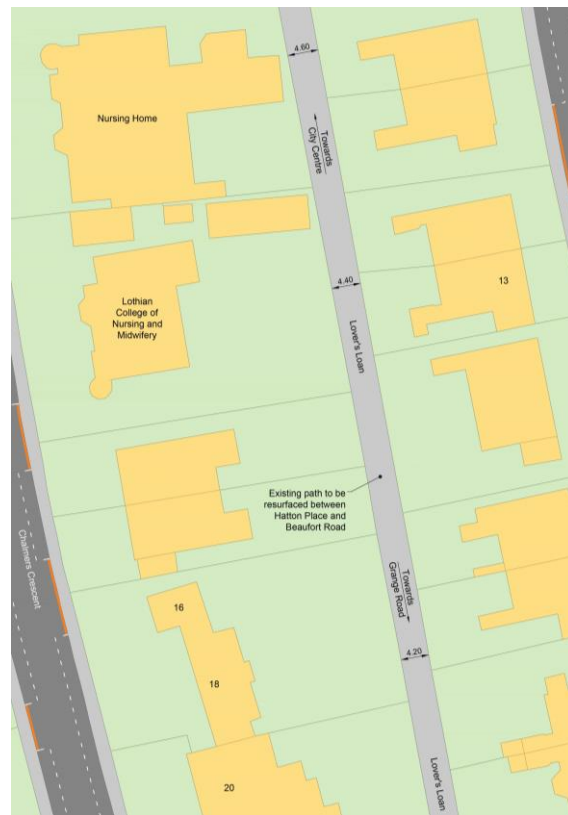 4.60
Nursing Home
Towards
City Centre
13
4.40
Lothian
College of
Nursing and
Midwifery
Lover's Loan
Existing path to be
resurfaced between
Hatton Place and
Beaufort Road
Chalmers Crescent
Towards
Grange Road
16
4.20
18
20
Lover's Loan